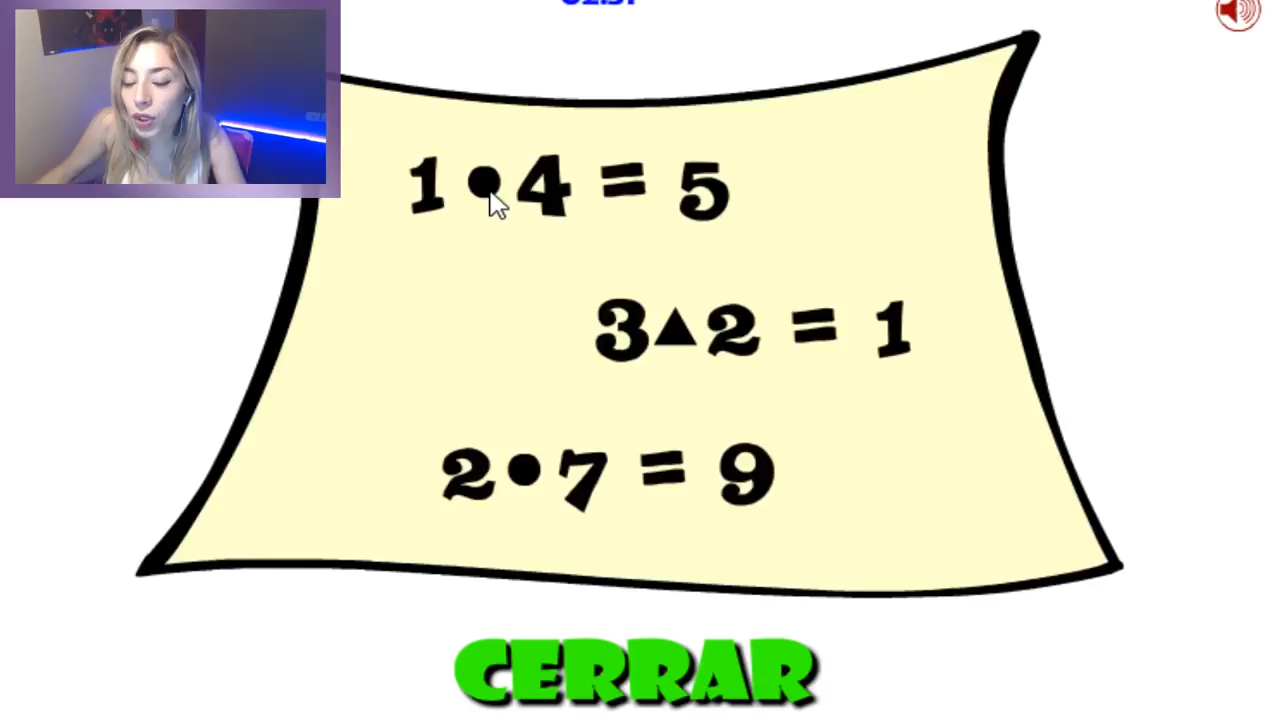 1 • 4 = 5
3 ▲ 2 = 1
2 • 7 = 9
CERRAR